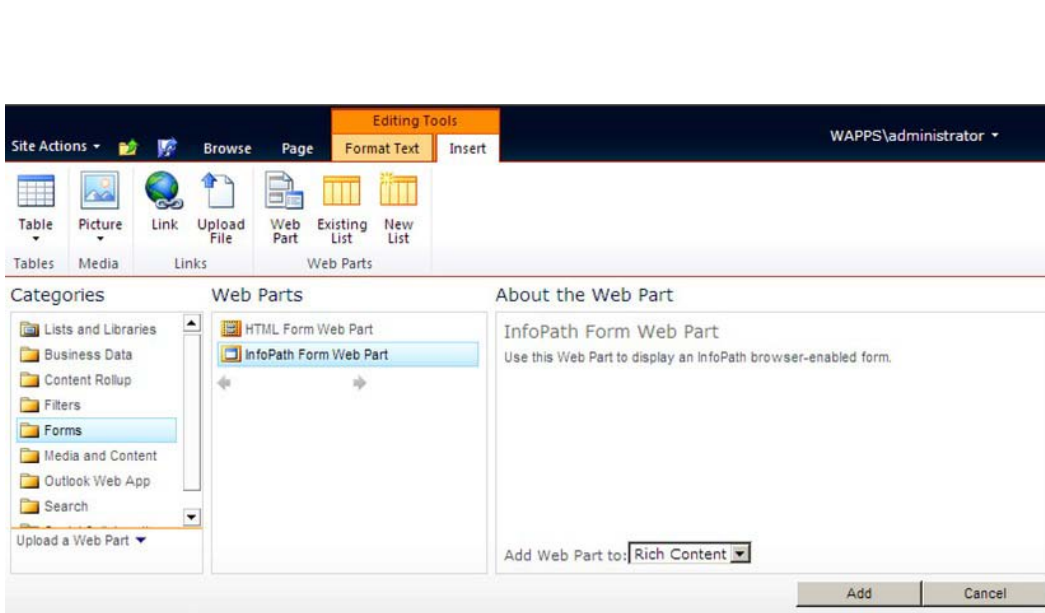 Editing Tools
Site Actions
Browse
Page
Format Text
Insert
WAPPS\administrator
Table
Picture
Link
Upload
File
Web
Part
Existing
List
New
List
Tables
Media
Links
Web Parts
Categories
Lists and Libraries
Business Data
Content Rollup
Filters
Forms
Media and Content
Outlook Web App
Search
Upload a Web Part
Web Parts
HTML Form Web Part
InfoPath Form Web Part
About the Web Part
InfoPath Form Web Part
Use this Web Part to display an InfoPath browser-enabled form.
Add Web Part to: Rich Content
Add
Cancel